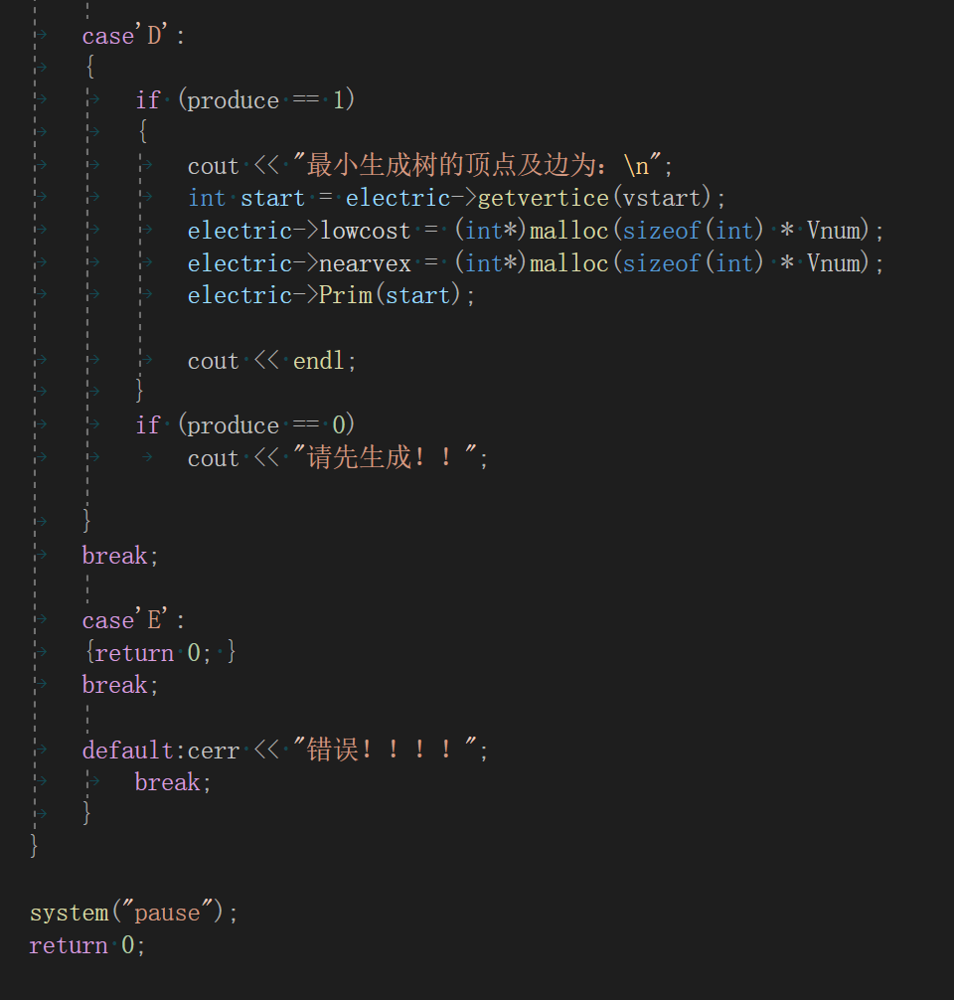 case'D':
{
if (produce == 1)
{
cout << "最小生成树的顶点及边为：\n";
int start = electric->getvertice(vstart);
electric->lowcost = (int*)malloc(sizeof(int) * Vnum);
electric->nearvex = (int*)malloc(sizeof(int) * Vnum);
electric->Prim(start);
cout << endl;
}
if (produce == 0)
cout << "请先生成！！";
}
break;
case'E':
{return 0; }
break;
default:cerr << "错误！！！！";
break;
}
}
system("pause");
return 0;